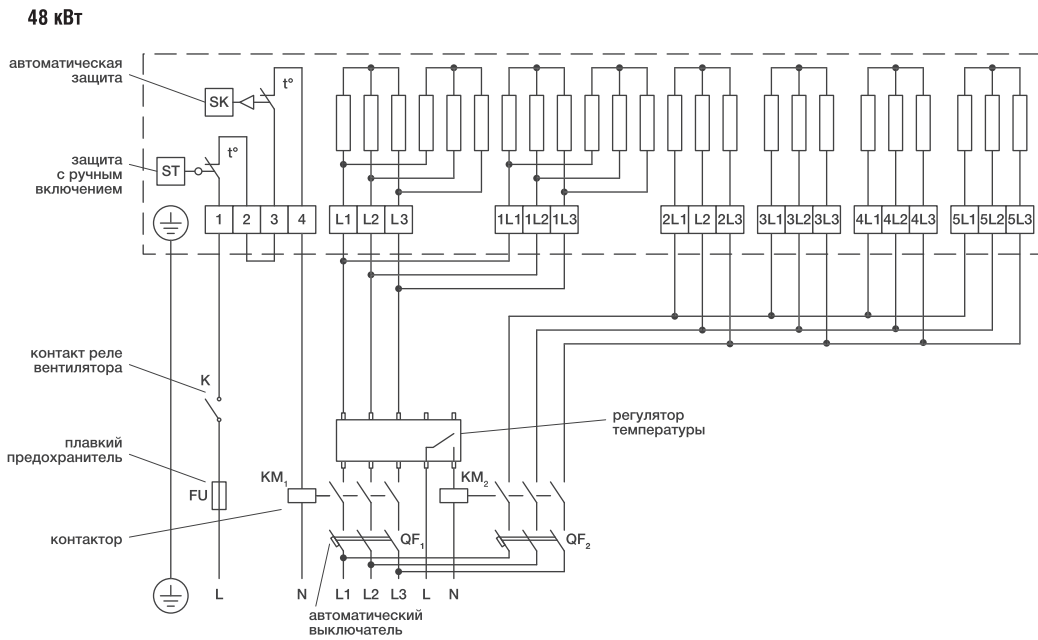 48 кВт
автоматическая
защита
SK
t°
защита
с ручным
включением
ST
t°
1 2 3 4
L1 L2 L3
1L1 1L2 1L3
2L1 L2 2L3
3L1 3L2 3L3
4L1 4L2 4L3
5L1 5L2 5L3
контакт реле
вентилятора
K
регулятор
температуры
плавкий
предохранитель
FU
KM1
KM2
контактор
QF1
QF2
L N L1 L2 L3 L N
автоматический
выключатель